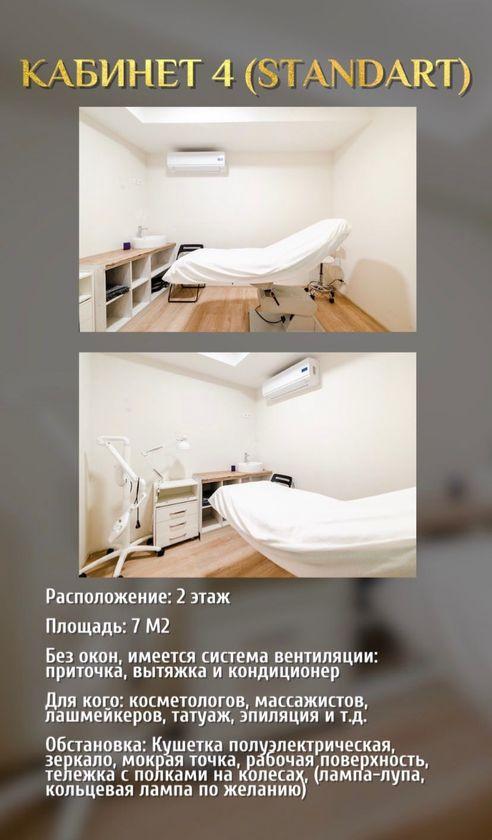 КАБИНЕТ 4 (STANDART)
Расположение: 2 этаж
Площадь: 7 М2
Без окон, имеется система вентиляции:
приточка, вытяжка и кондиционер
Для кого: косметологов, массажистов,
лашмейкеров, татуаж, эпиляция и т.д.
Обстановка: Кушетка полуэлектрическая,
зеркало, мокрая точка, рабочая поверхность,
тележка с полками на колесах, (лампа-лупа,
кольцевая лампа по желанию)